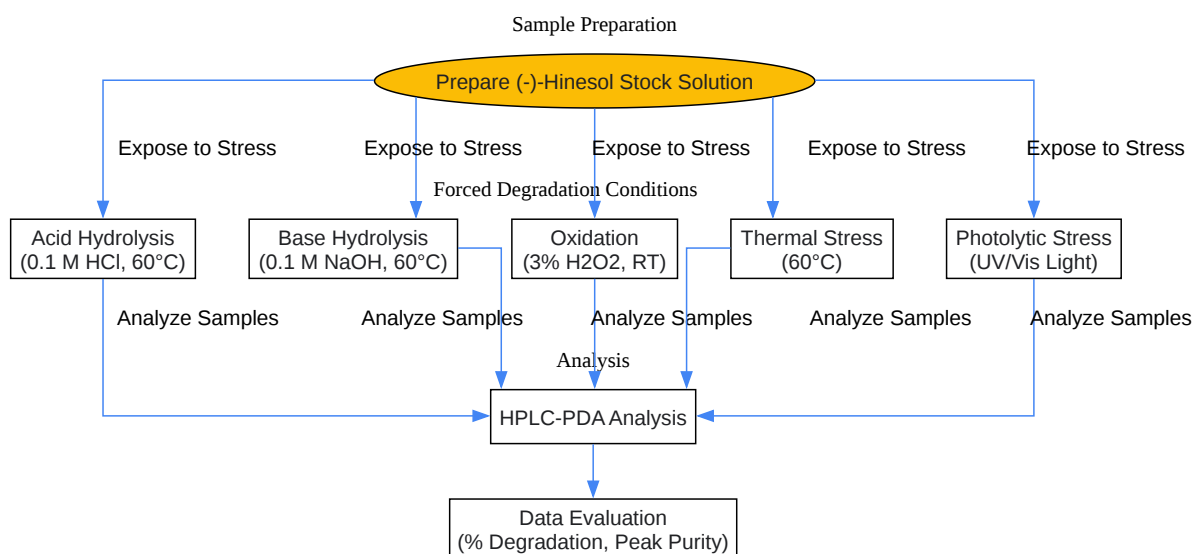 Sample Preparation
Prepare (-)-Hinesol Stock Solution
Expose to Stress
Expose to Stress
Expose to Stress
Expose to Stress
Expose to Stress
Forced Degradation Conditions
Acid Hydrolysis
(0.1 M HCl, 60°C)
Base Hydrolysis
(0.1 M NaOH, 60°C)
Oxidation
(3% H2O2, RT)
Thermal Stress
(60°C)
Photolytic Stress
(UV/Vis Light)
Analyze Samples
Analyze Samples
Analyze Samples
Analyze Samples
Analyze Samples
Analysis
HPLC-PDA Analysis
Data Evaluation
(% Degradation, Peak Purity)